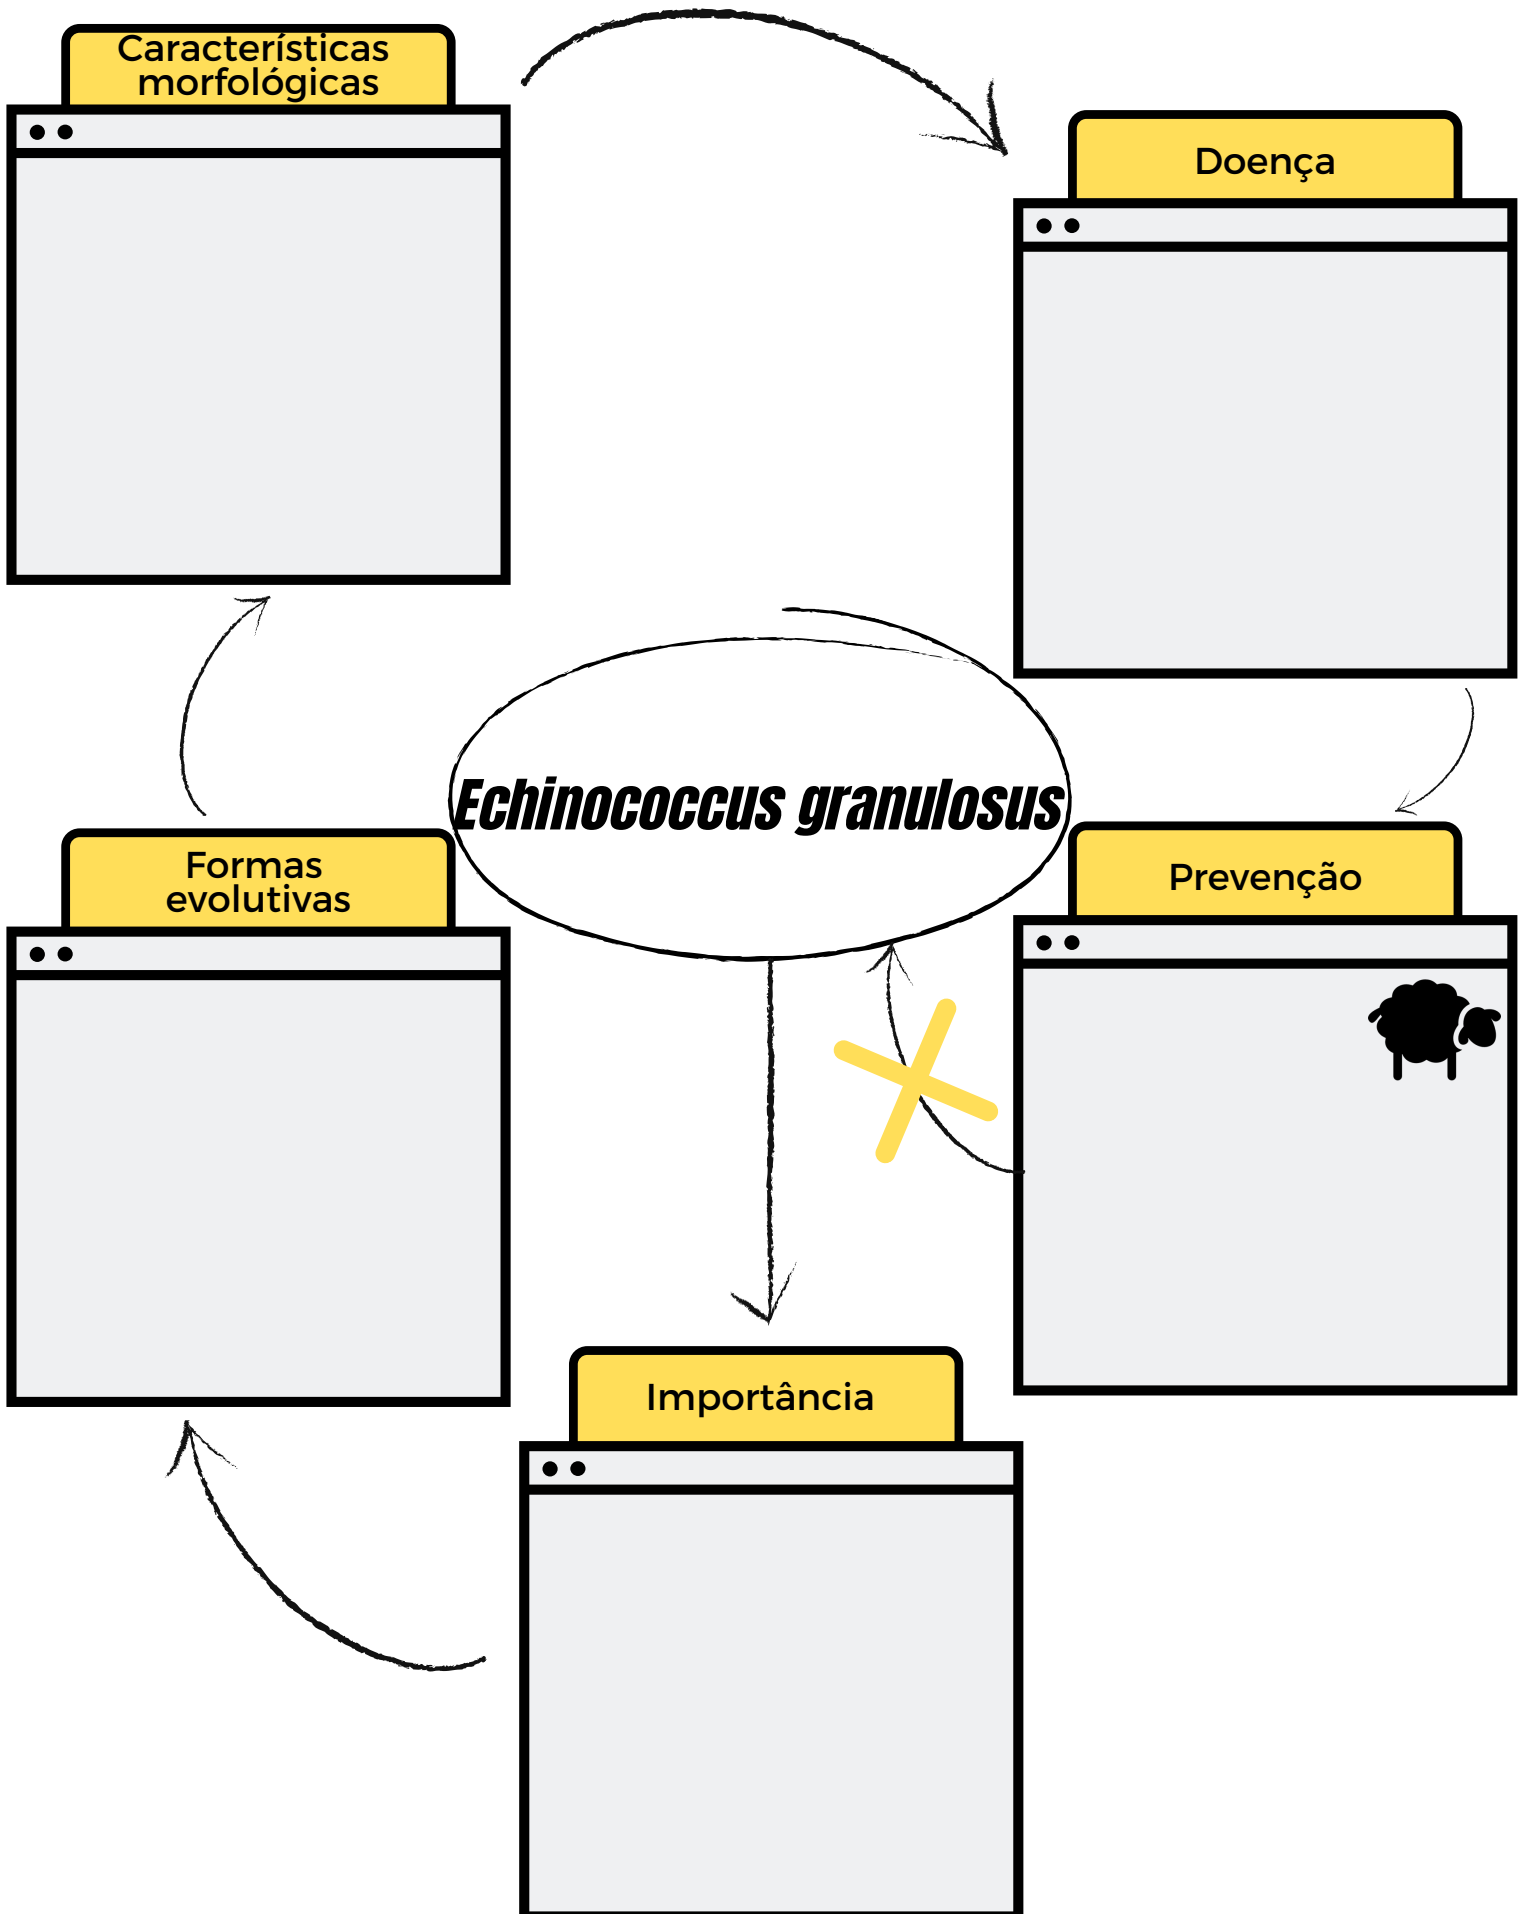 Características
morfológicas
Doença
Echinococcus granulosus
Formas
evolutivas
Prevenção
Importância